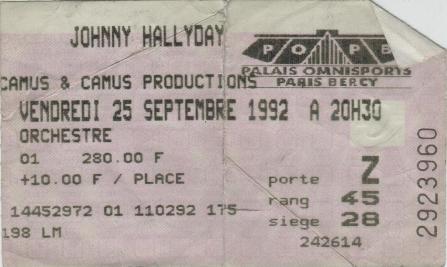 JOHNNY HALLYDAY
POPB
PALAIS OMNISPORTS
PARIS BERCY
CAMUS & CAMUS PRODUCTIONS
VENDREDI 25 SEPTEMBRE 1992 A 20H30
ORCHESTRE
01 280.00 F
+10.00 F / PLACE
porte Z
rang 45
siege 28
14452972 01 110292 175
198 LM
242614
2923960